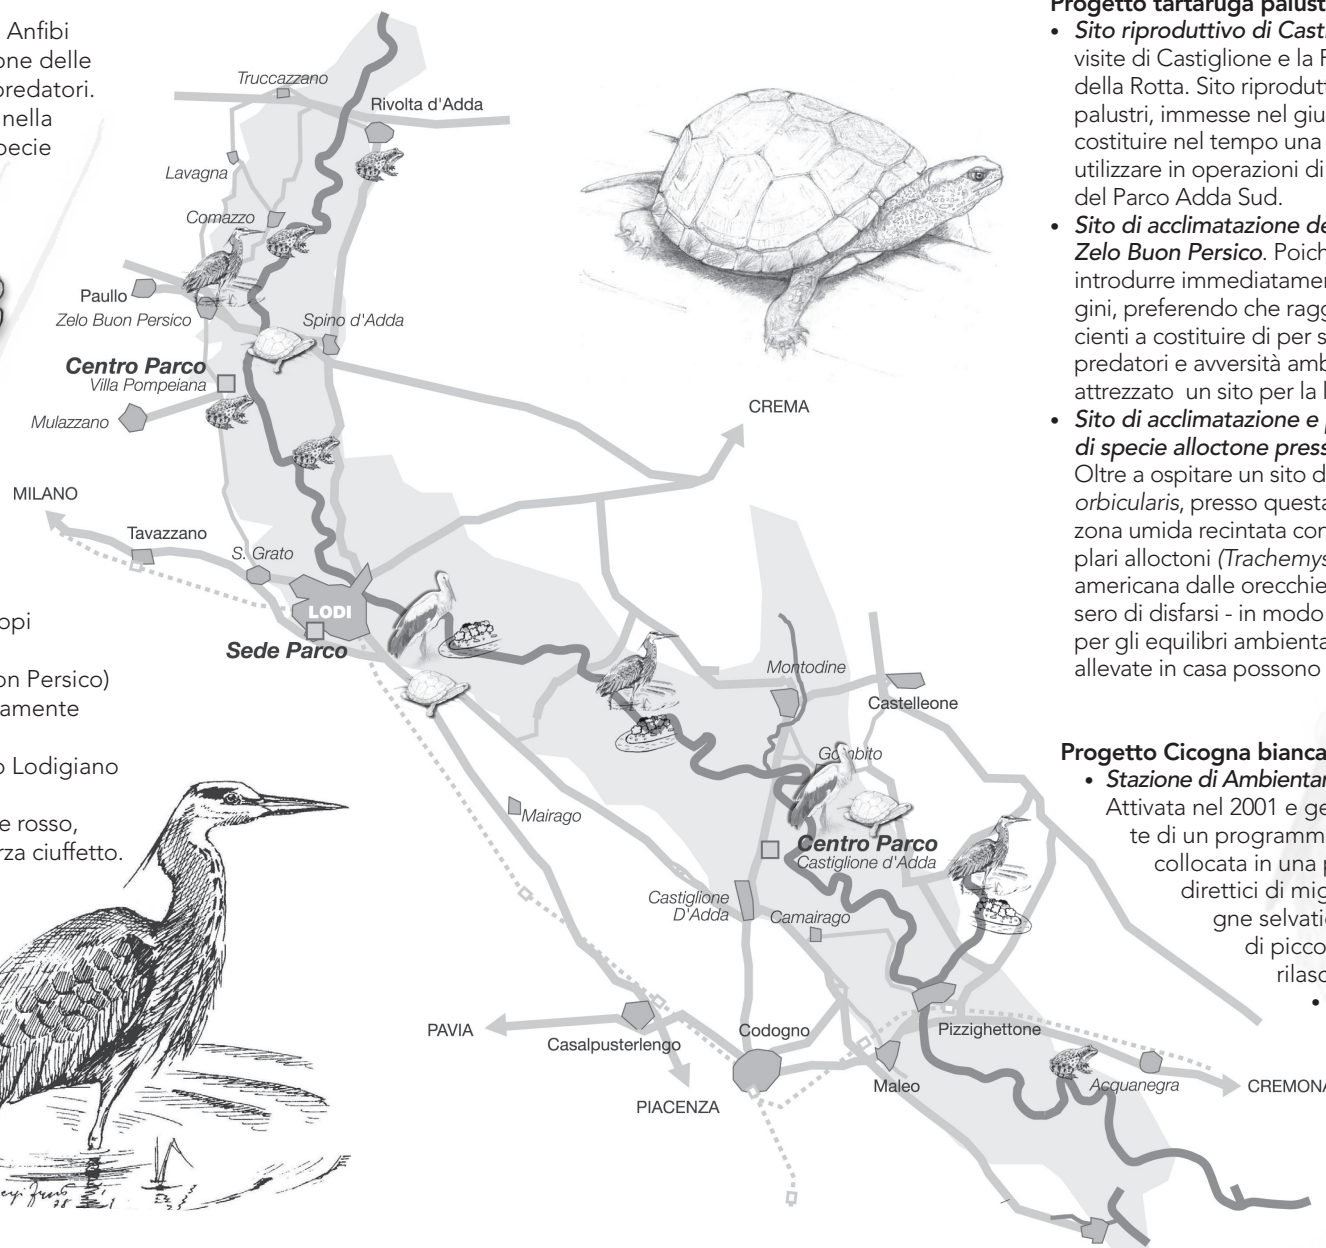 Anfibi
one delle
predatori.
nella
pecie
opi
on Persico)
amente
o Lodigiano
e rosso,
rza ciuffetto.
Truccazzano
Rivolta d'Adda
Lavagna
Comazzo
Paullo
Zelo Buon Persico
Spino d'Adda
Centro Parco
Villa Pompeiana
Mulazzano
CREMA
MILANO
Tavazzano
S. Grato
LODI
Sede Parco
Montodine
Castelleone
Gombito
Mairago
Centro Parco
Castiglione d'Adda
Castiglione
D'Adda
Camairago
PAVIA
Casalpusterlengo
Codogno
Pizzighettone
Maleo
Acquanegra
CREMONA
PIACENZA
Progetto tartaruga palust
• Sito riproduttivo di Casti
visite di Castiglione e la F
della Rotta. Sito riprodutt
palustri, immesse nel giu
costituire nel tempo una
utilizzare in operazioni di
del Parco Adda Sud.
• Sito di acclimatazione de
Zelo Buon Persico. Poich
introdurre immediatamen
gini, preferendo che ragg
cienti a costituire di per s
predatori e avversità amb
attrezzato un sito per la l
• Sito di acclimatazione e p
di specie alloctone press
Oltre a ospitare un sito d
orbicularis, presso questa
zona umida recintata con
plari alloctoni (Trachemys
americana dalle orecchie
sero di disfarsi - in modo
per gli equilibri ambienta
allevate in casa possono
Progetto Cicogna bianca
• Stazione di Ambientar
Attivata nel 2001 e ge
te di un programm
collocata in una p
direttici di mig
gne selvatic
di picco
rilasc
•